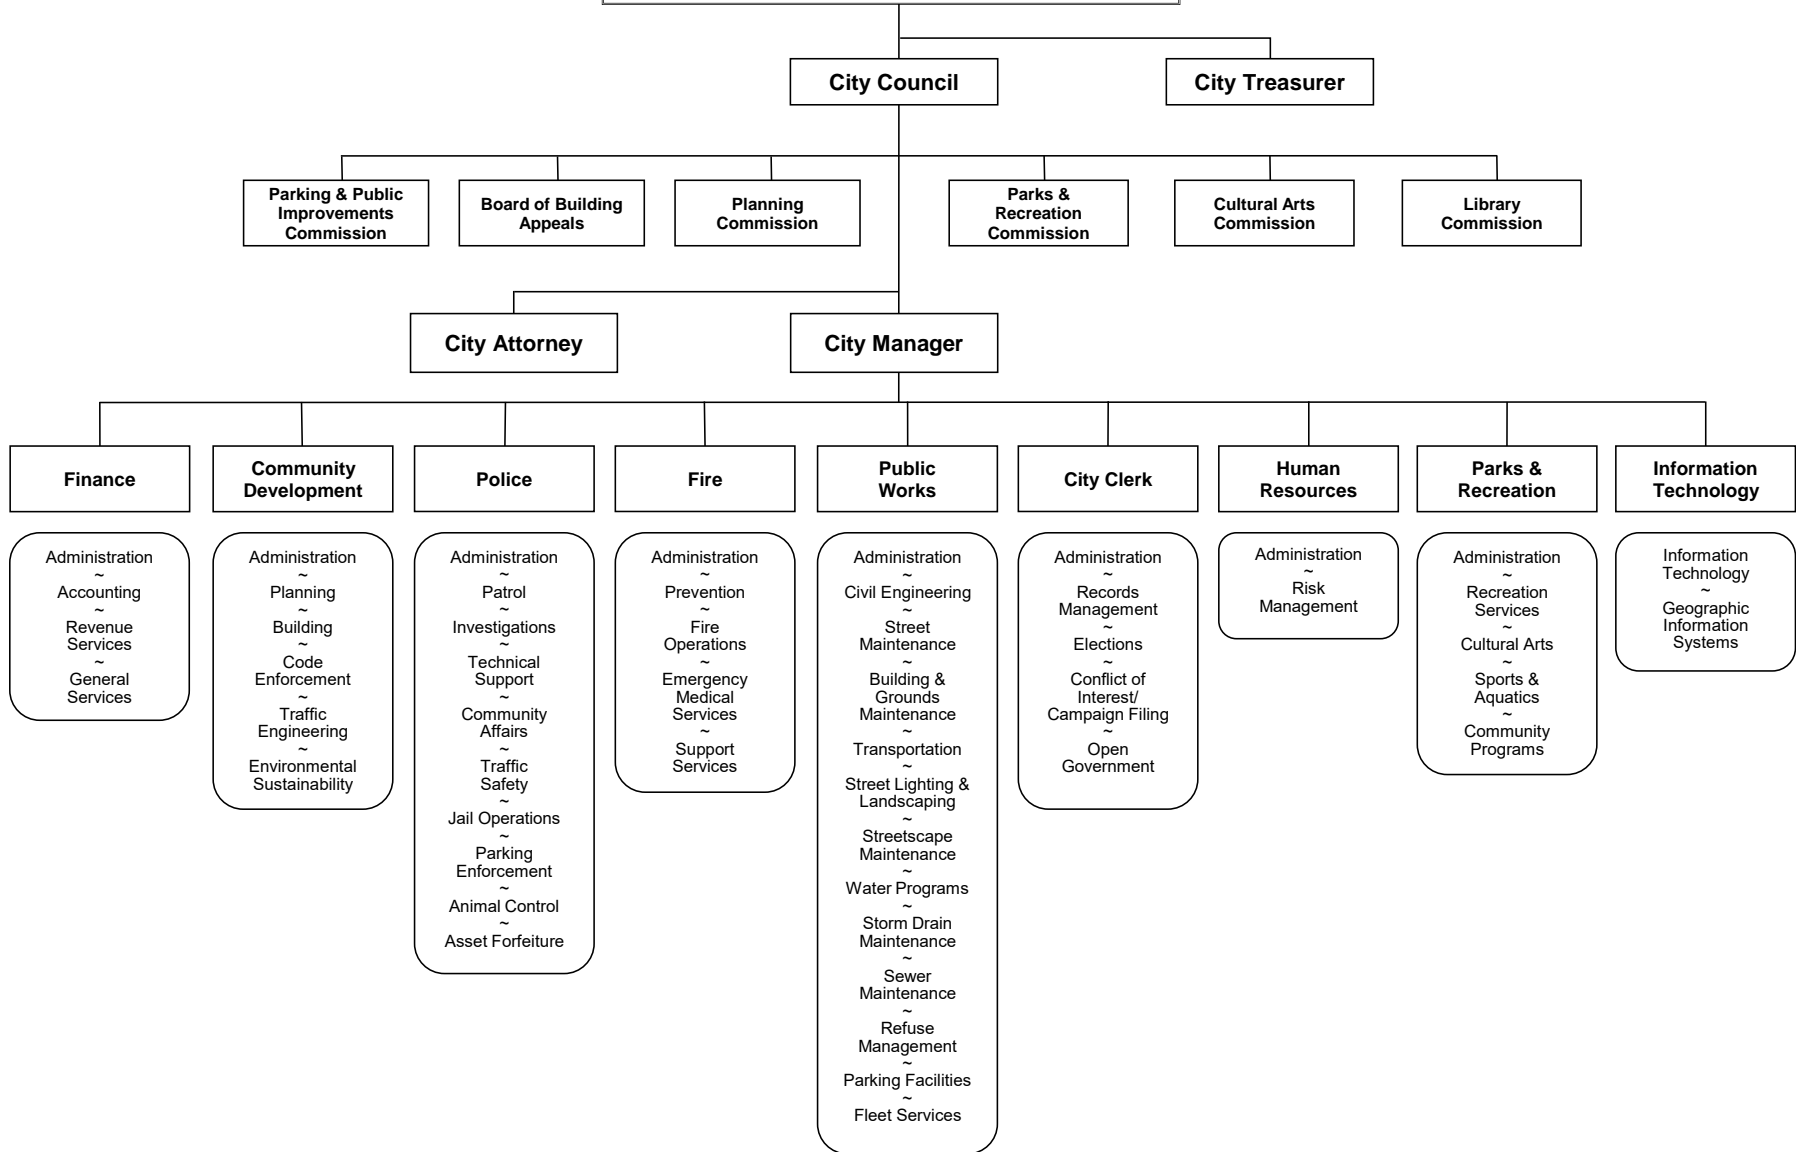 City Council
City Treasurer
Parking & Public
Improvements
Commission
Board of Building
Appeals
Planning
Commission
Parks &
Recreation
Commission
Cultural Arts
Commission
Library
Commission
City Attorney
City Manager
Finance
Community
Development
Police
Fire
Public
Works
City Clerk
Human
Resources
Parks &
Recreation
Information
Technology
Administration
~
Accounting
~
Revenue
Services
~
General
Services
Administration
~
Planning
~
Building
~
Code
Enforcement
~
Traffic
Engineering
~
Environmental
Sustainability
Administration
~
Patrol
~
Investigations
~
Technical
Support
~
Community
Affairs
~
Traffic
Safety
~
Jail Operations
~
Parking
Enforcement
~
Animal Control
~
Asset Forfeiture
Administration
~
Prevention
~
Fire
Operations
~
Emergency
Medical
Services
~
Support
Services
Administration
~
Civil Engineering
~
Street
Maintenance
~
Building &
Grounds
Maintenance
~
Transportation
~
Street Lighting &
Landscaping
~
Streetscape
Maintenance
~
Water Programs
~
Storm Drain
Maintenance
~
Sewer
Maintenance
~
Refuse
Management
~
Parking Facilities
~
Fleet Services
Administration
~
Records
Management
~
Elections
~
Conflict of
Interest/
Campaign Filing
~
Open
Government
Administration
~
Risk
Management
Administration
~
Recreation
Services
~
Cultural Arts
~
Sports &
Aquatics
~
Community
Programs
Information
Technology
~
Geographic
Information
Systems